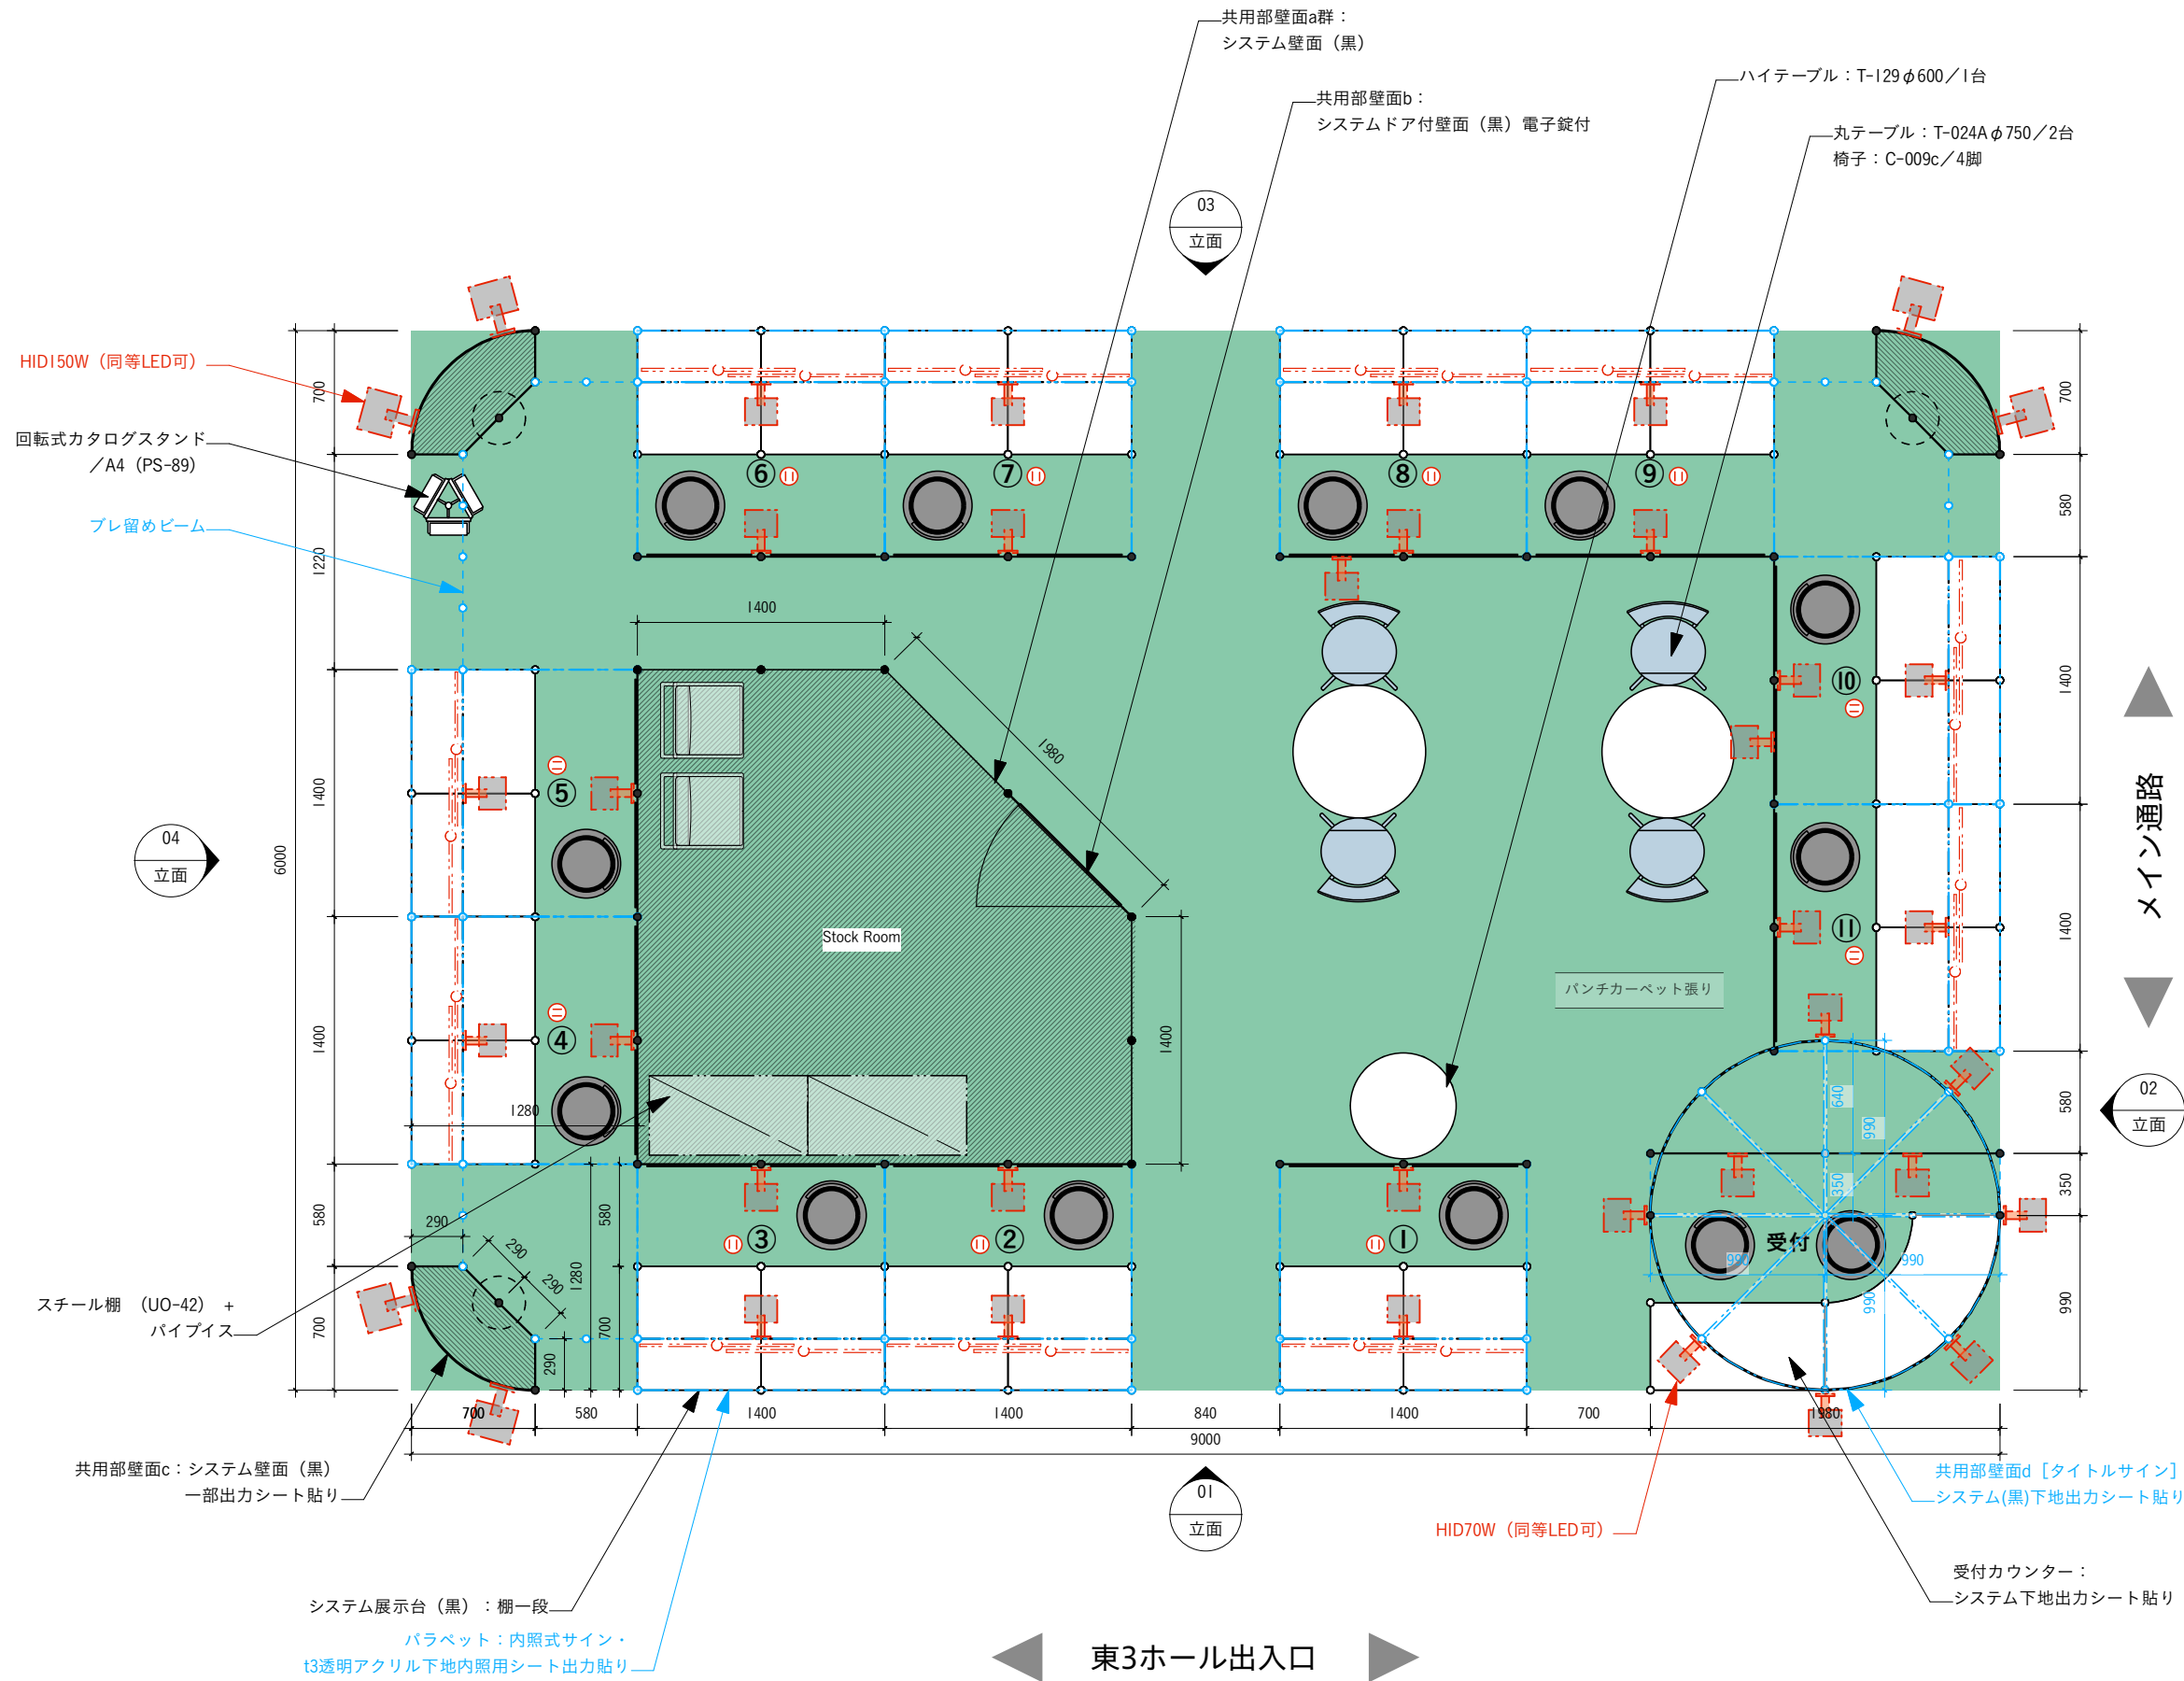 共用部壁面a群：
システム壁面（黒）
ハイテーブル：T-129φ600／1台
共用部壁面b：
システムドア付壁面（黒）電子錠付
丸テーブル：T-024Aφ750／2台
椅子：C-009c／4脚
03
立面
HID150W（同等LED可）
回転式カタログスタンド
／A4（PS-89）
ブレ留めビーム
700
1220
1400
1400
580
700
6000
⑥
⑦
⑧
⑨
700
580
1400
1400
580
350
990
1400
1980
⑩
⑤
04
立面
メイン通路
Stock Room
⑪
パンチカーペット張り
④
1400
1280
640
990
02
立面
350
受付
990
990
990
③
②
①
580
1280
700
290
290
290
290
スチール棚　（UO-42）　+
パイプイス
700
580
1400
1400
840
1400
700
1980
9000
共用部壁面c：システム壁面（黒）
一部出力シート貼り
01
立面
共用部壁面d［タイトルサイン］
システム(黒)下地出力シート貼り
HID70W（同等LED可）
受付カウンター：
システム下地出力シート貼り
システム展示台（黒）：棚一段
パラペット：内照式サイン・
t3透明アクリル下地内照用シート出力貼り
東3ホール出入口